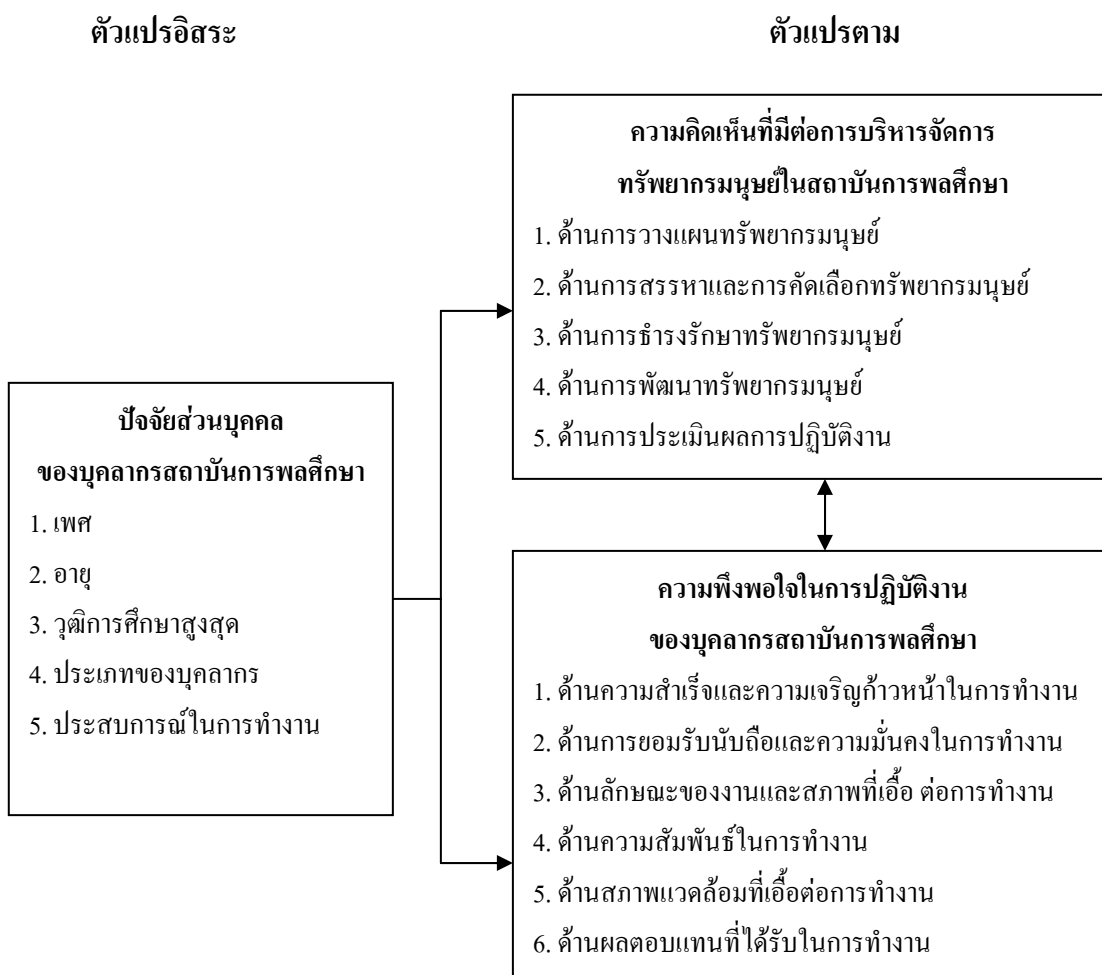 ตัวแปรอิสระ
ตัวแปรตาม
ความคิดเห็นที่มีต่อการบริหารจัดการ
ทรัพยากรมนุษย์ในสถาบันการพลศึกษา
1. ด้านการวางแผนทรัพยากรมนุษย์
2. ด้านการสรรหาและการคัดเลือกทรัพยากรมนุษย์
3. ด้านการธำรงรักษาทรัพยากรมนุษย์
4. ด้านการพัฒนาทรัพยากรมนุษย์
5. ด้านการประเมินผลการปฏิบัติงาน
ปัจจัยส่วนบุคคล
ของบุคลากรสถาบันการพลศึกษา
1. เพศ
2. อายุ
3. วุฒิการศึกษาสูงสุด
4. ประเภทของบุคลากร
5. ประสบการณ์ในการทำงาน
ความพึงพอใจในการปฏิบัติงาน
ของบุคลากรสถาบันการพลศึกษา
1. ด้านความสำเร็จและความเจริญก้าวหน้าในการทำงาน
2. ด้านการยอมรับนับถือและความมั่นคงในการทำงาน
3. ด้านลักษณะของงานและสภาพที่เอื้อ ต่อการทำงาน
4. ด้านความสัมพันธ์ในการทำงาน
5. ด้านสภาพแวดล้อมที่เอื้อต่อการทำงาน
6. ด้านผลตอบแทนที่ได้รับในการทำงาน